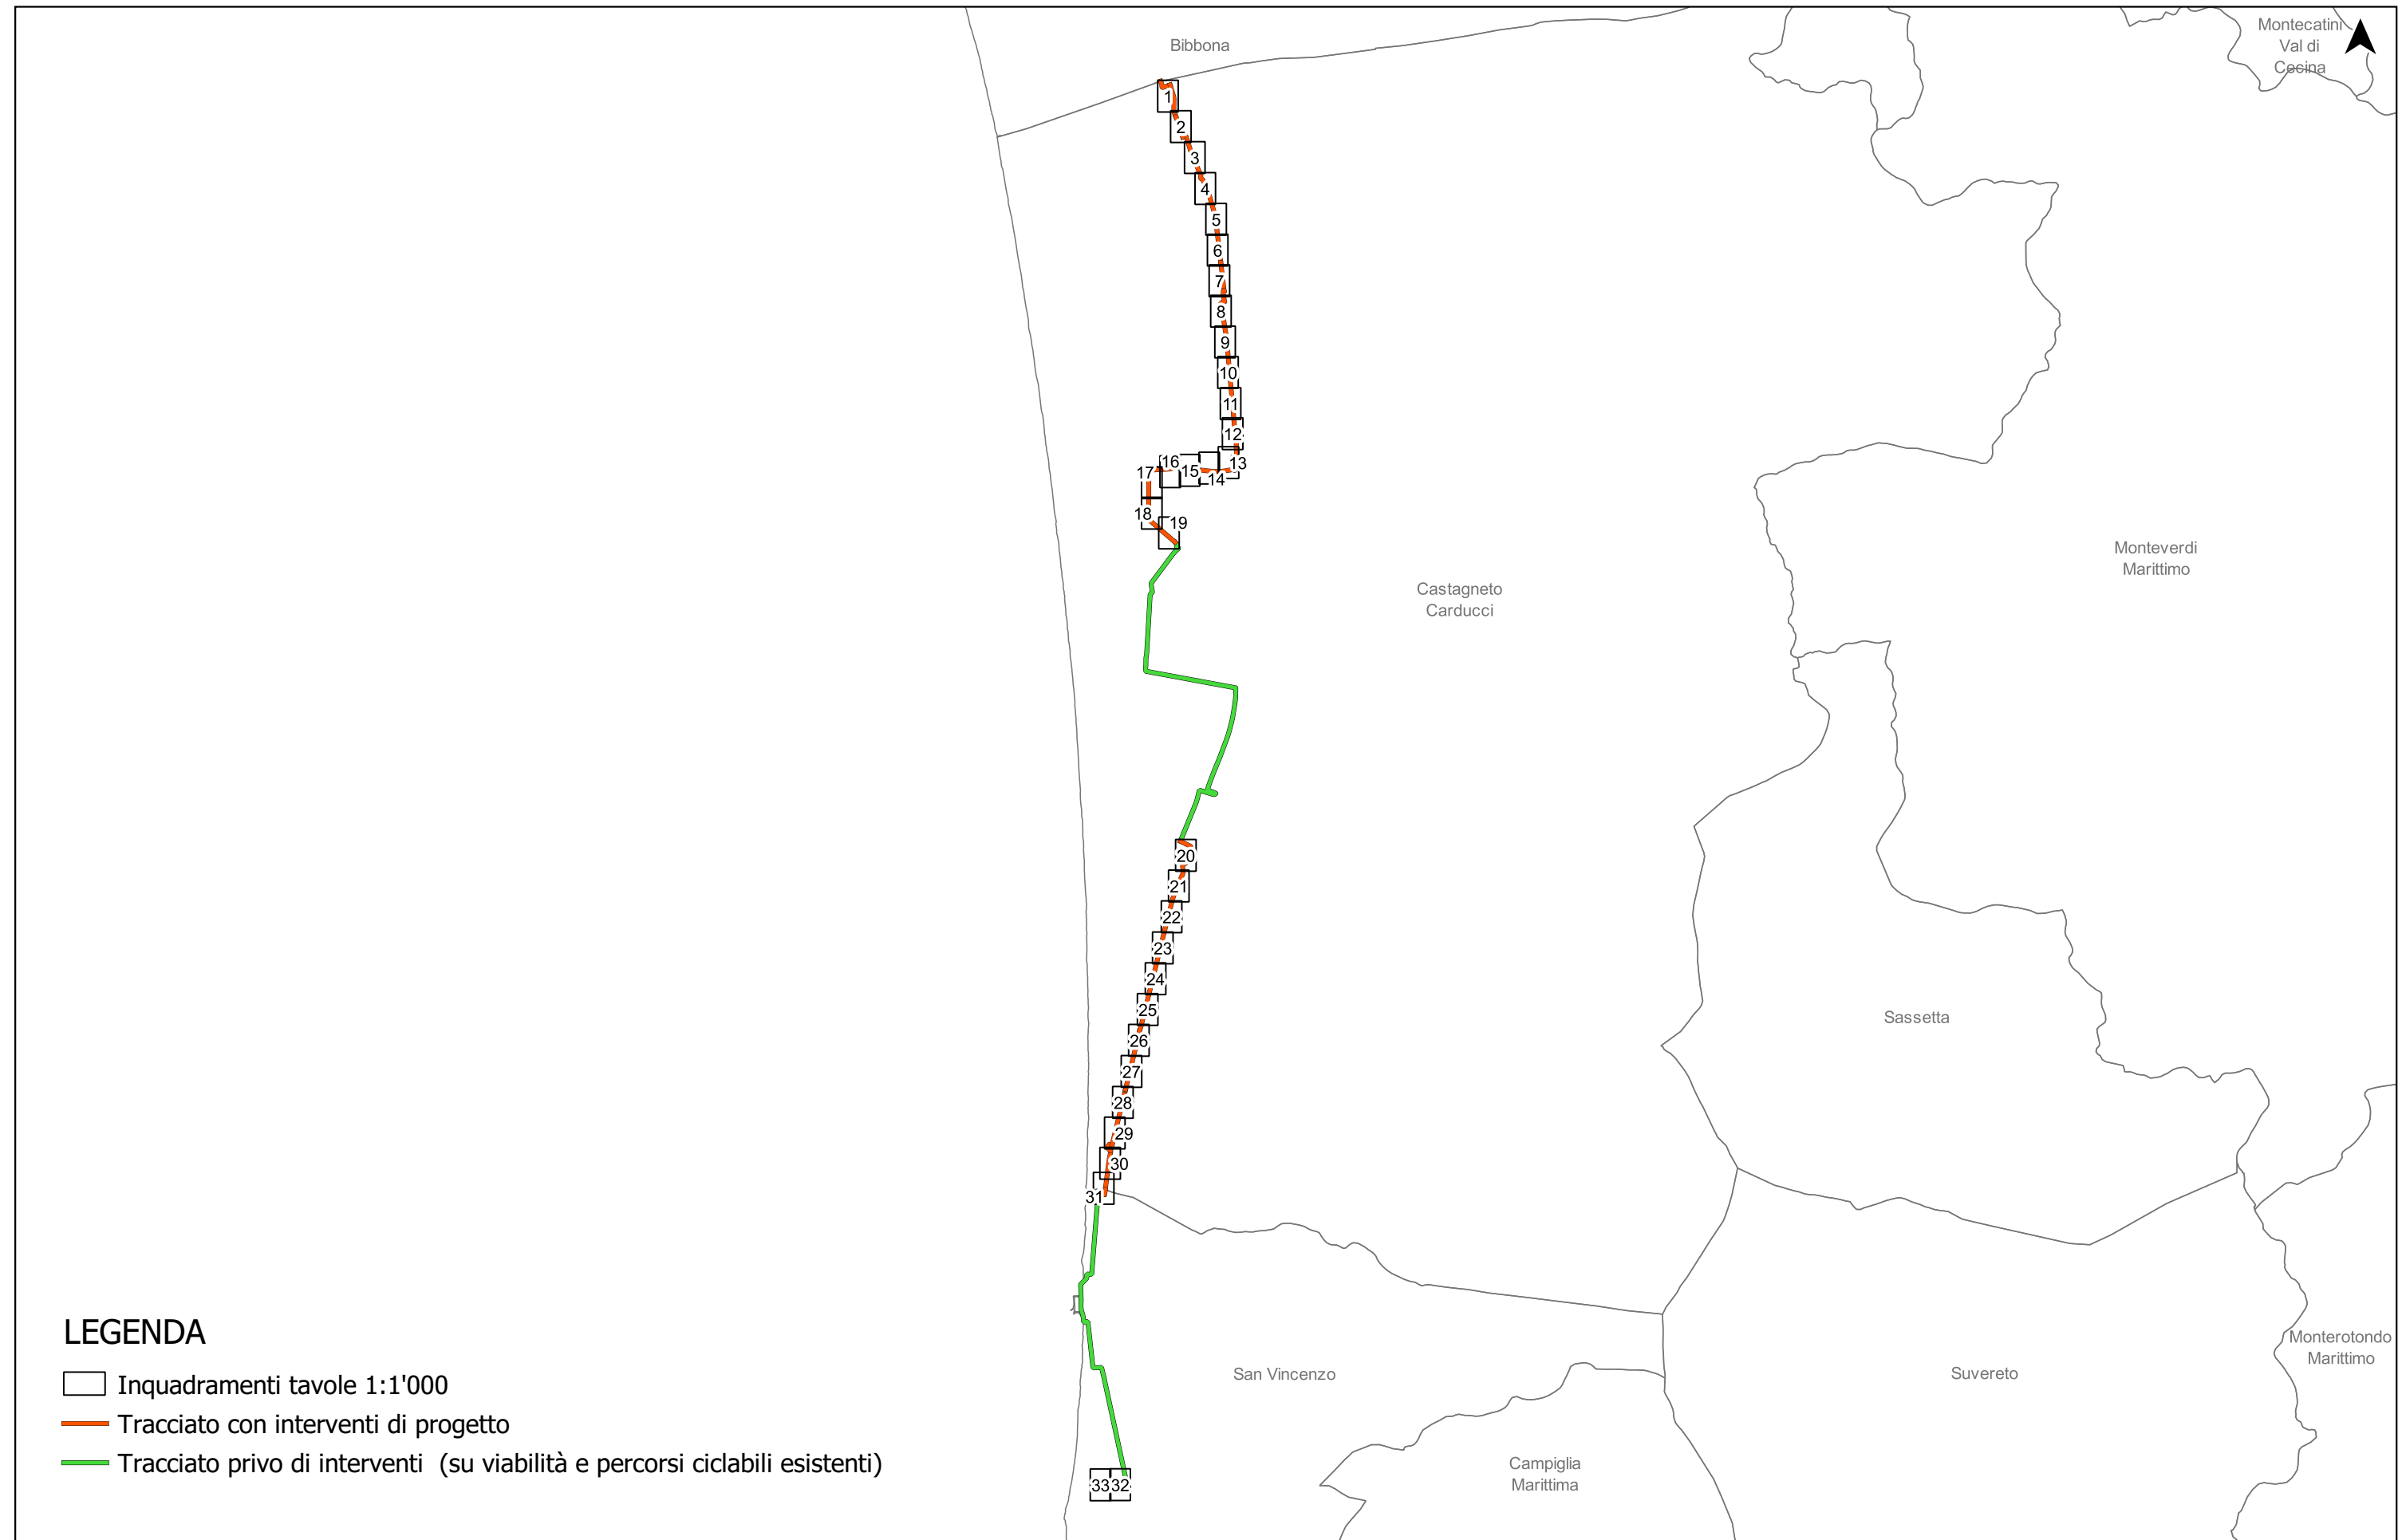 Bibbona
Montecatini
Val di
Cecina
1
2
3
4
5
6
7
8
9
10
11
12
13
14
15
16
17
18
19
Castagneto
Carducci
Monteverdi
Marittimo
20
21
22
23
24
25
26
27
28
29
30
31
Sassetta
San Vincenzo
Suvereto
Monterotondo
Marittimo
Campiglia
Marittima
33
32
LEGENDA
Inquadramenti tavole 1:1'000
Tracciato con interventi di progetto
Tracciato privo di interventi (su viabilità e percorsi ciclabili esistenti)